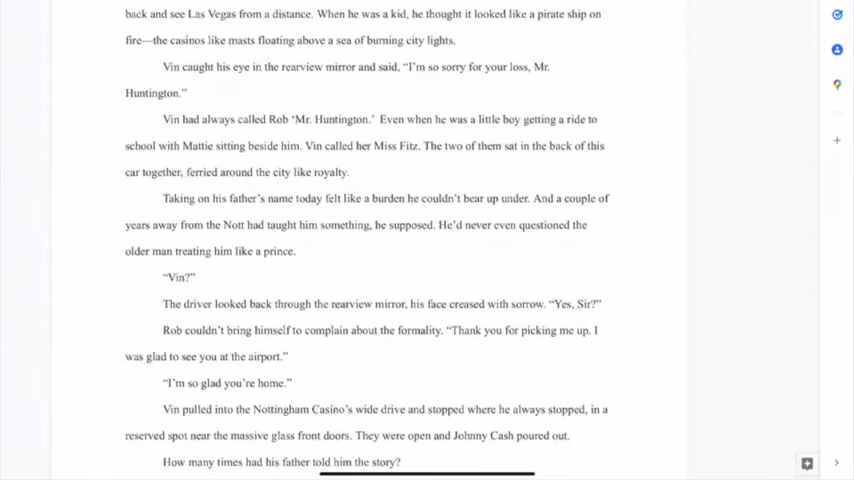 back and see Las Vegas from a distance. When he was a kid, he thought it looked like a pirate ship on
fire—the casinos like masts floating above a sea of burning city lights.
Vin caught his eye in the rearview mirror and said, “I’m so sorry for your loss, Mr.
Huntington.”
Vin had always called Rob ‘Mr. Huntington.’ Even when he was a little boy getting a ride to
school with Mattie sitting beside him. Vin called her Miss Fitz. The two of them sat in the back of this
car together, ferried around the city like royalty.
Taking on his father’s name today felt like a burden he couldn’t bear up under. And a couple of
years away from the Nott had taught him something, he supposed. He’d never even questioned the
older man treating him like a prince.
“Vin?”
The driver looked back through the rearview mirror, his face creased with sorrow. “Yes, Sir?”
Rob couldn’t bring himself to complain about the formality. “Thank you for picking me up. I
was glad to see you at the airport.”
“I’m so glad you’re home.”
Vin pulled into the Nottingham Casino’s wide drive and stopped where he always stopped, in a
reserved spot near the massive glass front doors. They were open and Johnny Cash poured out.
How many times had his father told him the story?